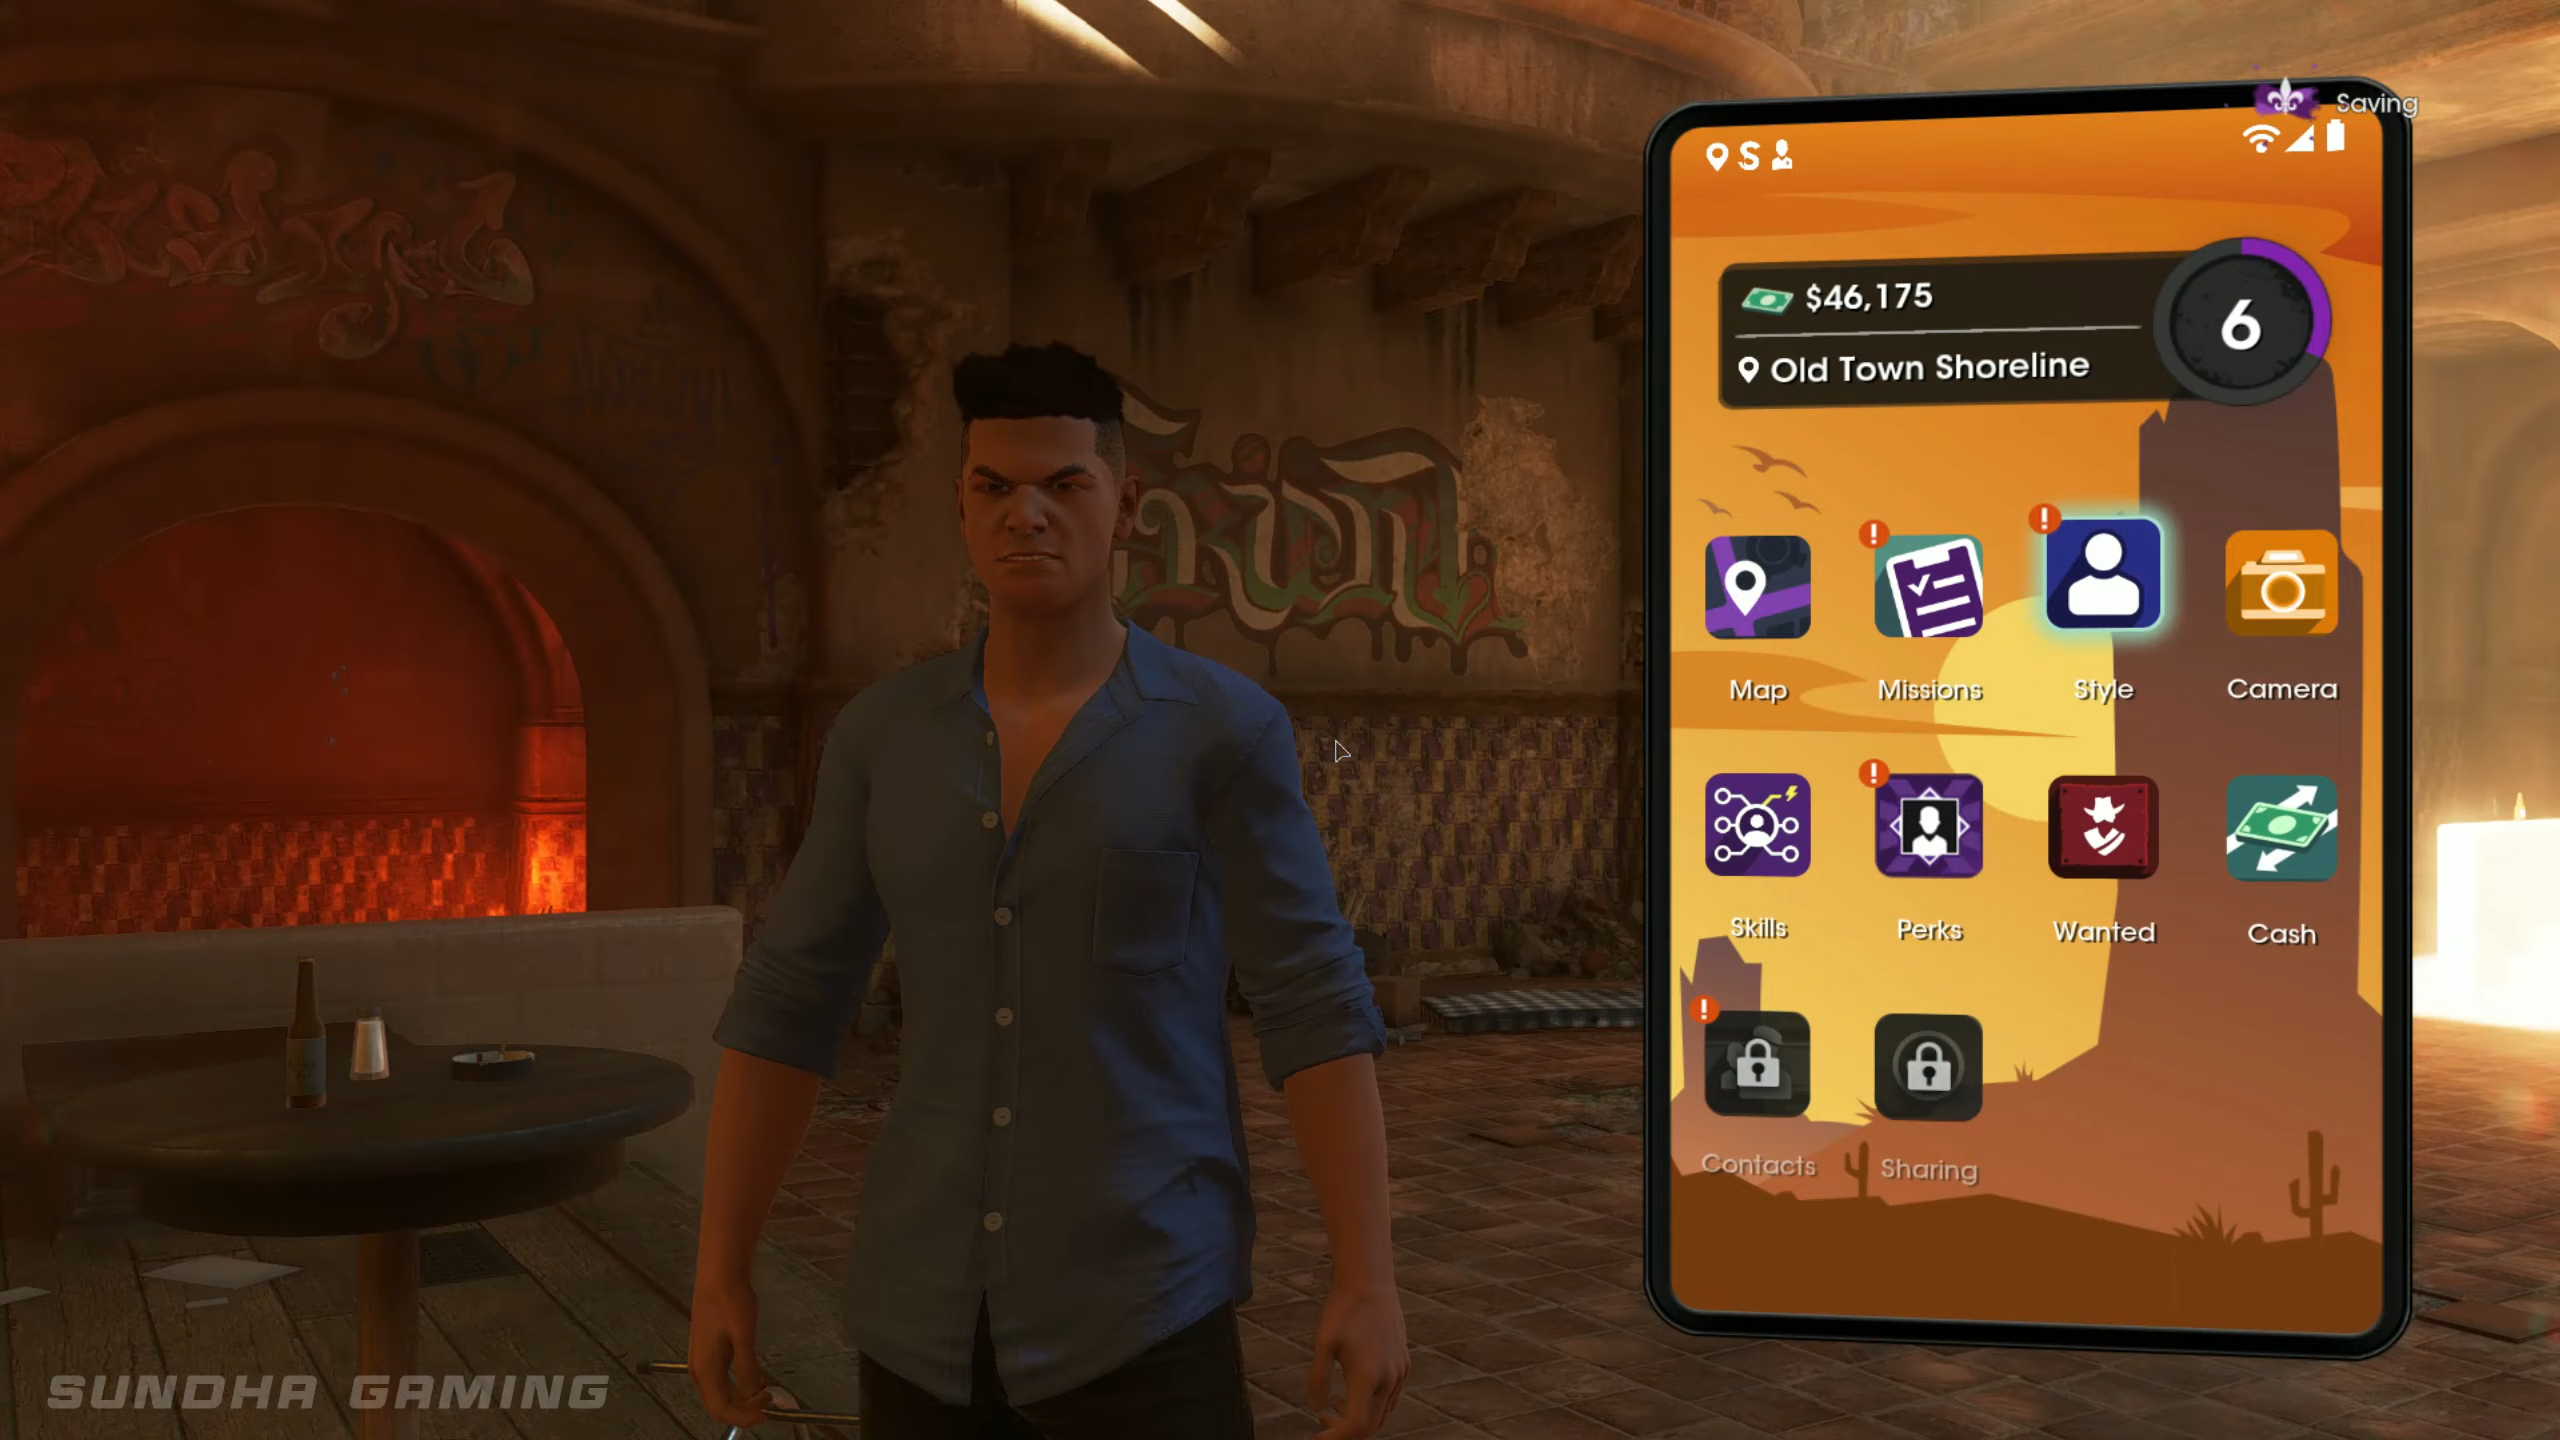 Saving
S
$46,175
6
Old Town Shoreline
Map
Missions
Style
Camera
Skills
Perks
Wanted
Cash
Contacts
Sharing
SUNDHA GAMING